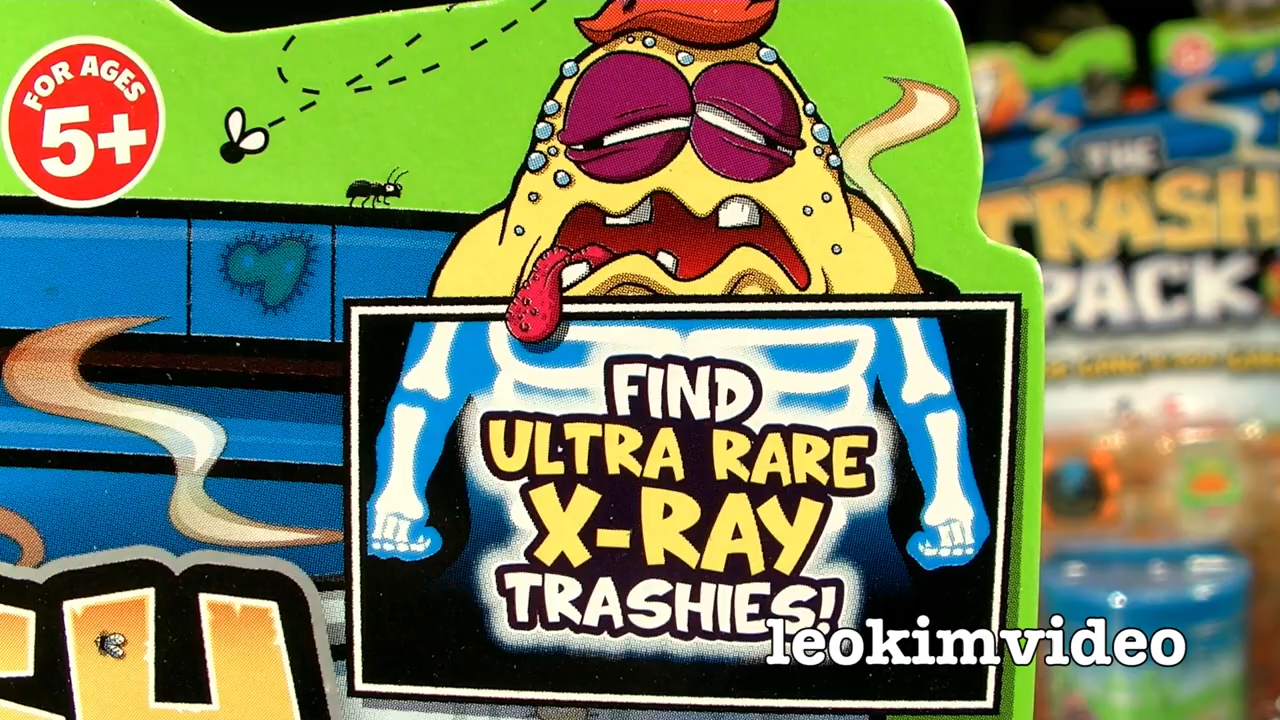 FOR AGES
5+
THE
TRASH
PACK
FIND
ULTRA RARE
X-RAY
TRASHIES!
leokimvideo